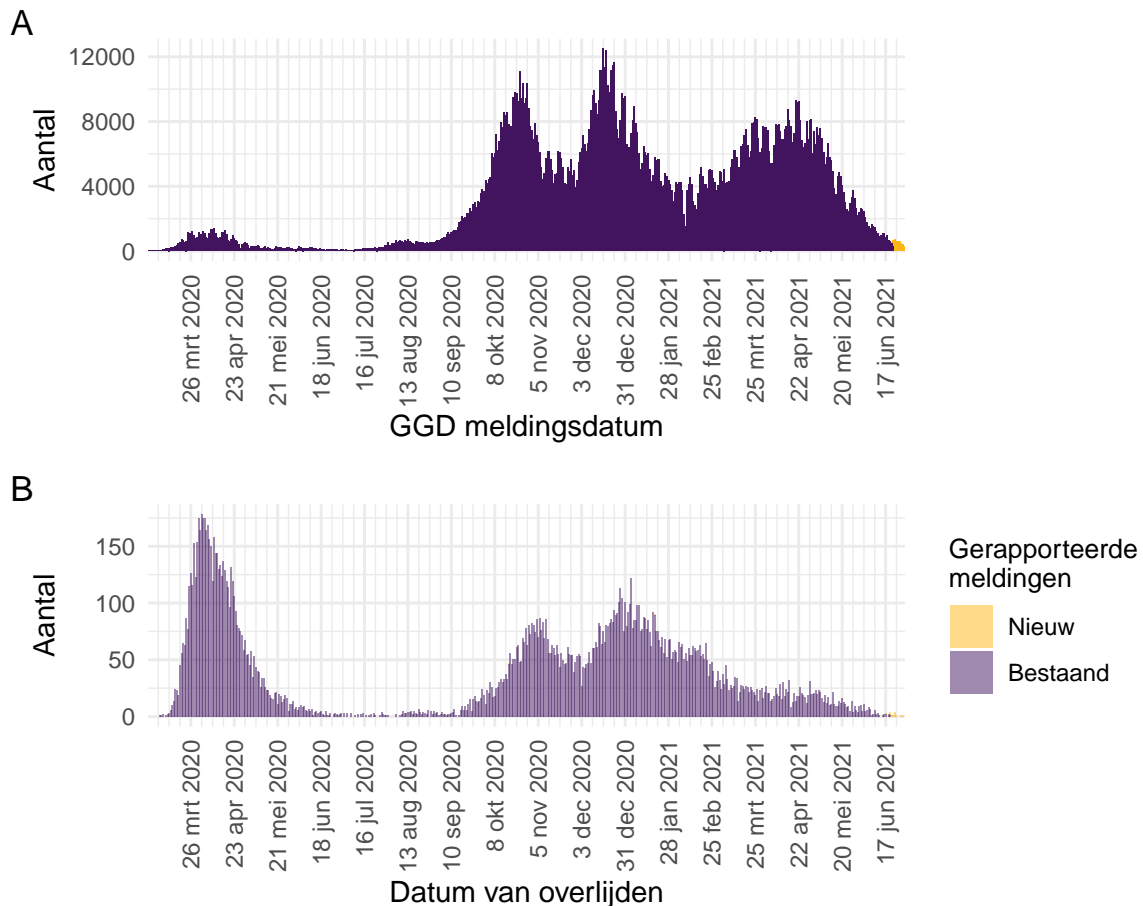 A
12000
8000
4000
0
Aantal
26 mrt 2020
23 apr 2020
21 mei 2020
18 jun 2020
16 jul 2020
13 aug 2020
10 sep 2020
8 okt 2020
5 nov 2020
3 dec 2020
31 dec 2020
28 jan 2021
25 feb 2021
25 mrt 2021
22 apr 2021
20 mei 2021
17 jun 2021
GGD meldingsdatum
B
150
100
50
0
Aantal
26 mrt 2020
23 apr 2020
21 mei 2020
18 jun 2020
16 jul 2020
13 aug 2020
10 sep 2020
8 okt 2020
5 nov 2020
3 dec 2020
31 dec 2020
28 jan 2021
25 feb 2021
25 mrt 2021
22 apr 2021
20 mei 2021
17 jun 2021
Datum van overlijden
Gerapporteerde
meldingen
Nieuw
Bestaand